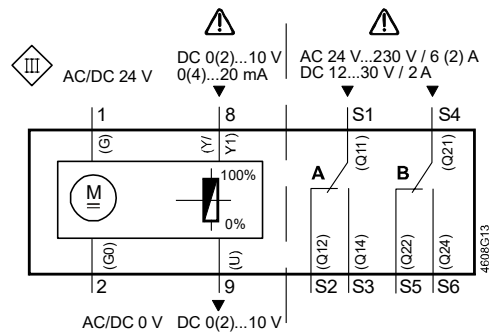 III
AC/DC 24 V
DC 0(2)...10 V
0(4)...20 mA
AC 24 V...230 V / 6 (2) A
DC 12...30 V / 2 A
1
8
S1
S4
(G)
(Y/
Y1)
(Q11)
(Q21)
M
100%
0%
A
B
(G0)
(U)
(Q12)
(Q14)
(Q22)
(Q24)
2
9
S2
S3
S5
S6
AC/DC 0 V
DC 0(2)...10 V
4608G13